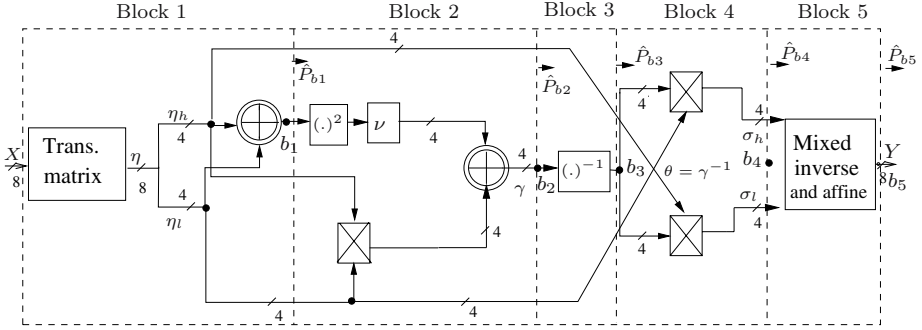 Block 1 Block 2 Block 3 Block 4 Block 5
4
P̂b1 P̂b2 P̂b3 P̂b4 P̂b5
ηh 4
b1
(.)²
ν
4
4
4
σh
X
8
Trans.
matrix
η
8
4
ηl
4
γ
b2
(.)⁻¹
b3
θ = γ⁻¹
b4
Mixed
inverse
and affine
Y
8
b5
4
4
σl
4
4
4